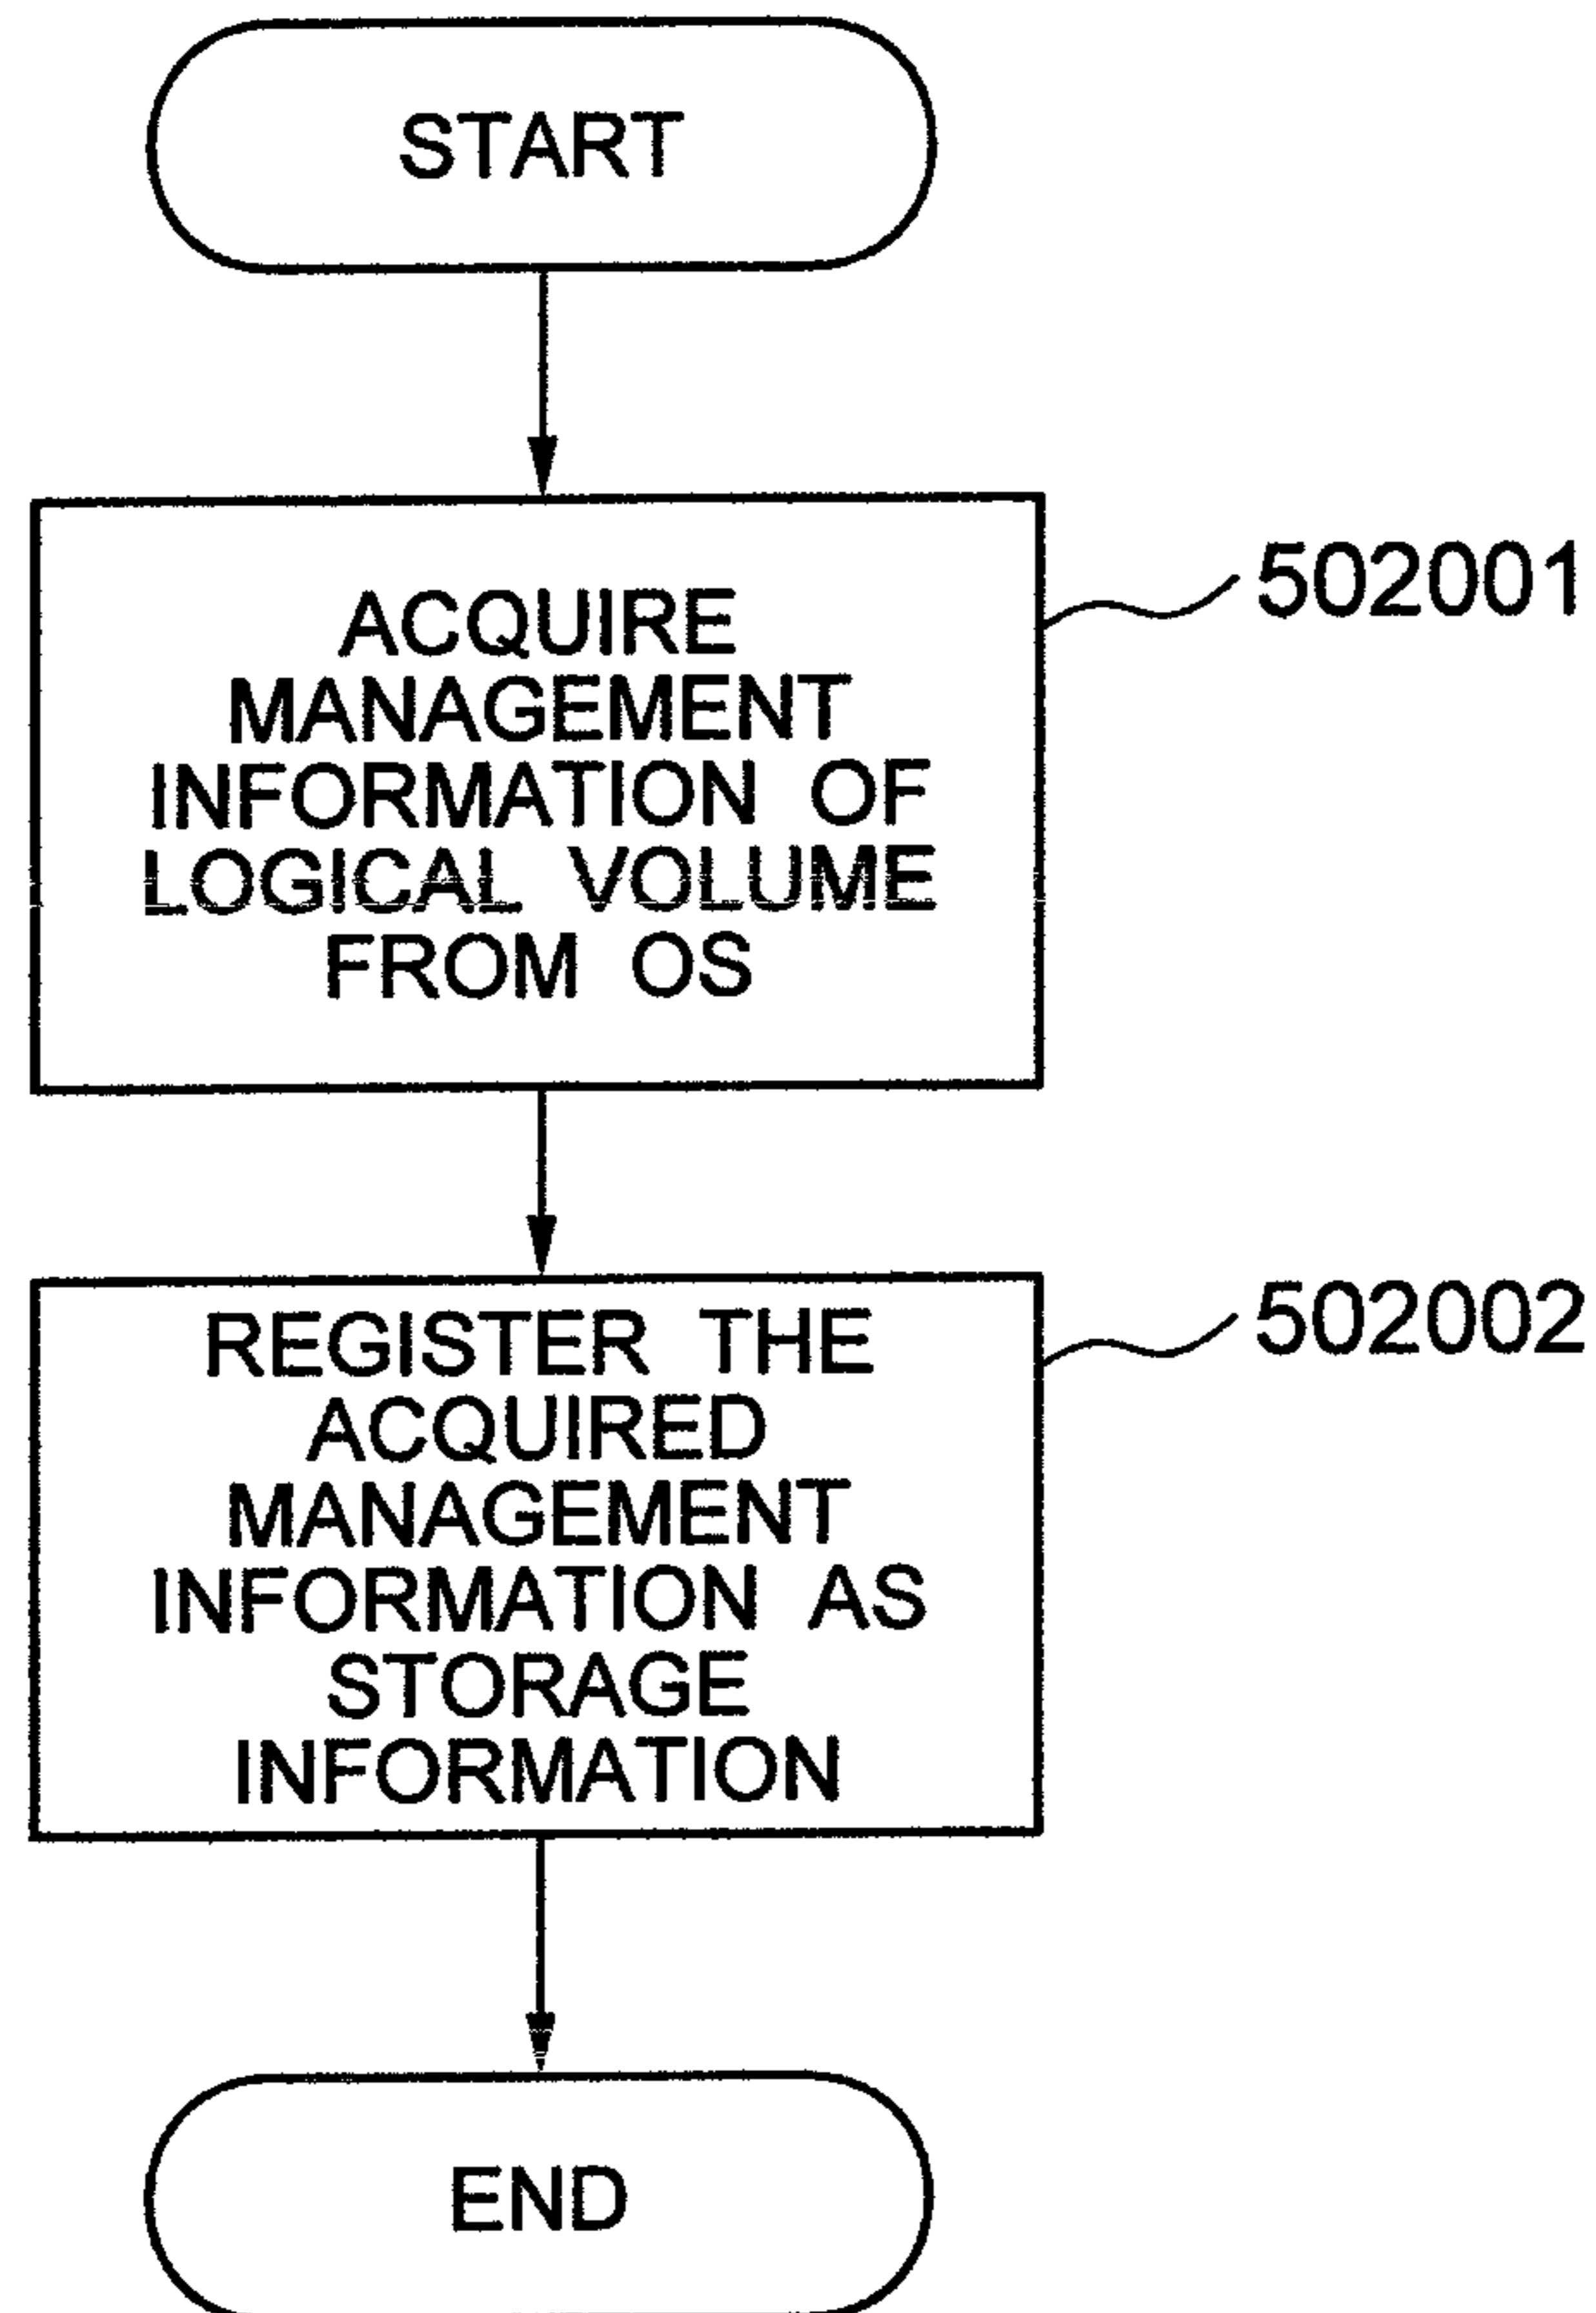 START
ACQUIRE
MANAGEMENT
INFORMATION OF
LOGICAL VOLUME
FROM OS
502001
REGISTER THE
ACQUIRED
MANAGEMENT
INFORMATION AS
STORAGE
INFORMATION
502002
END